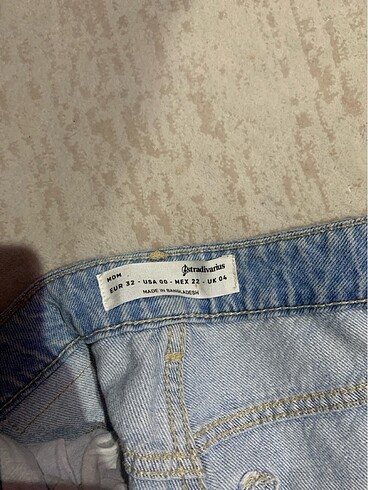 MOM stradivarius
EUR 32 - USA 00 - MEX 22 - UK 04
MADE IN BANGLADESH